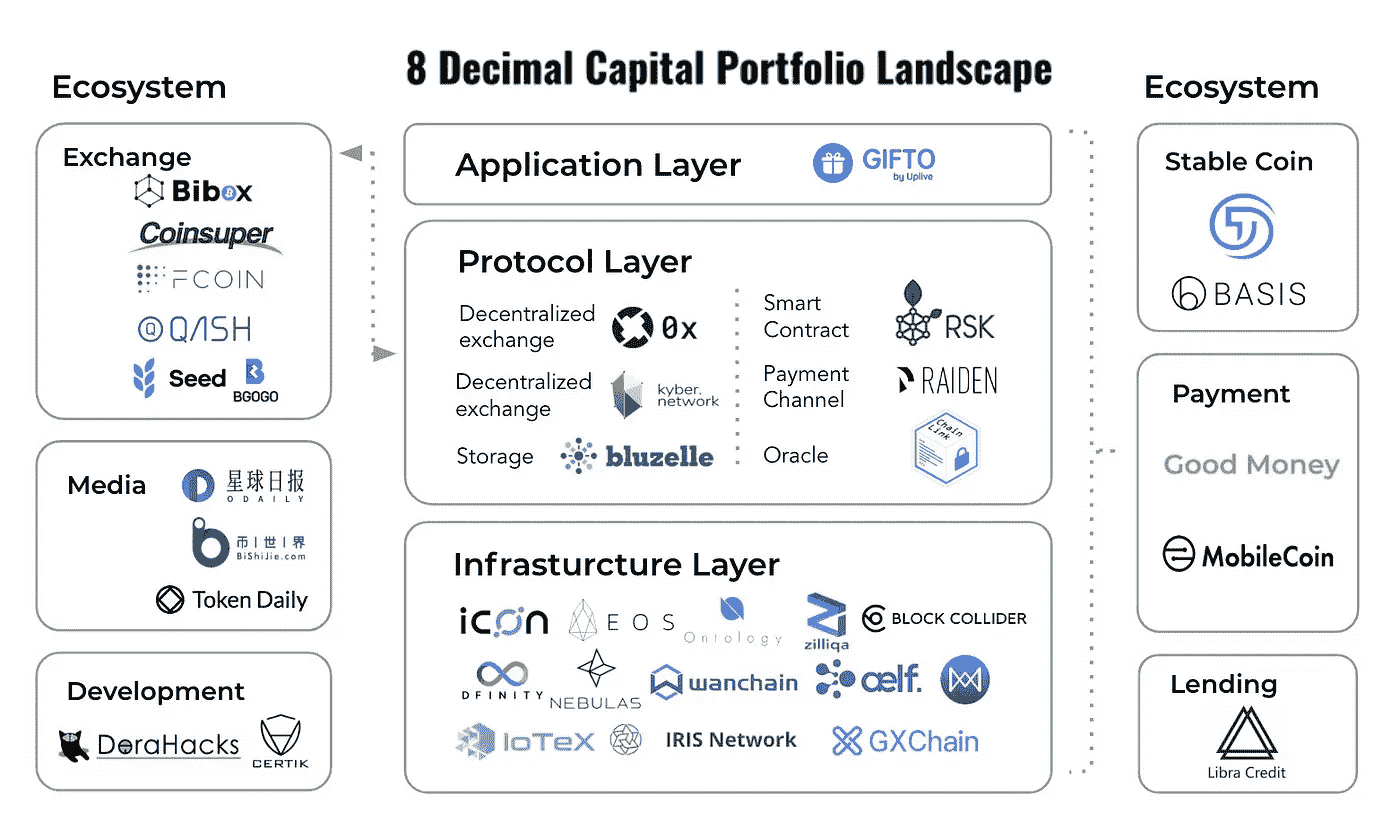 8 Decimal Capital Portfolio Landscape
Ecosystem
Exchange
Bibox
Coinsuper
FCOIN
QASH
Seed
BGOGO
Media
星球日报
ODAILY
币世界
BiShiJie.com
Token Daily
Development
DoraHacks
CERTIK
Application Layer
GIFTO
by Uplive
Protocol Layer
Decentralized
exchange
0x
Decentralized
exchange
kyber.
network
Storage
bluzelle
Smart
Contract
RSK
Payment
Channel
RAIDEN
Oracle
Chain
Link
Infrasturcture Layer
icon
EOS
Ontology
zilliqa
BLOCK COLLIDER
DFINITY
NEBULAS
wanchain
ælf.
IoTeX
IRIS Network
GXChain
Ecosystem
Stable Coin
BASIS
Payment
Good Money
MobileCoin
Lending
Libra Credit